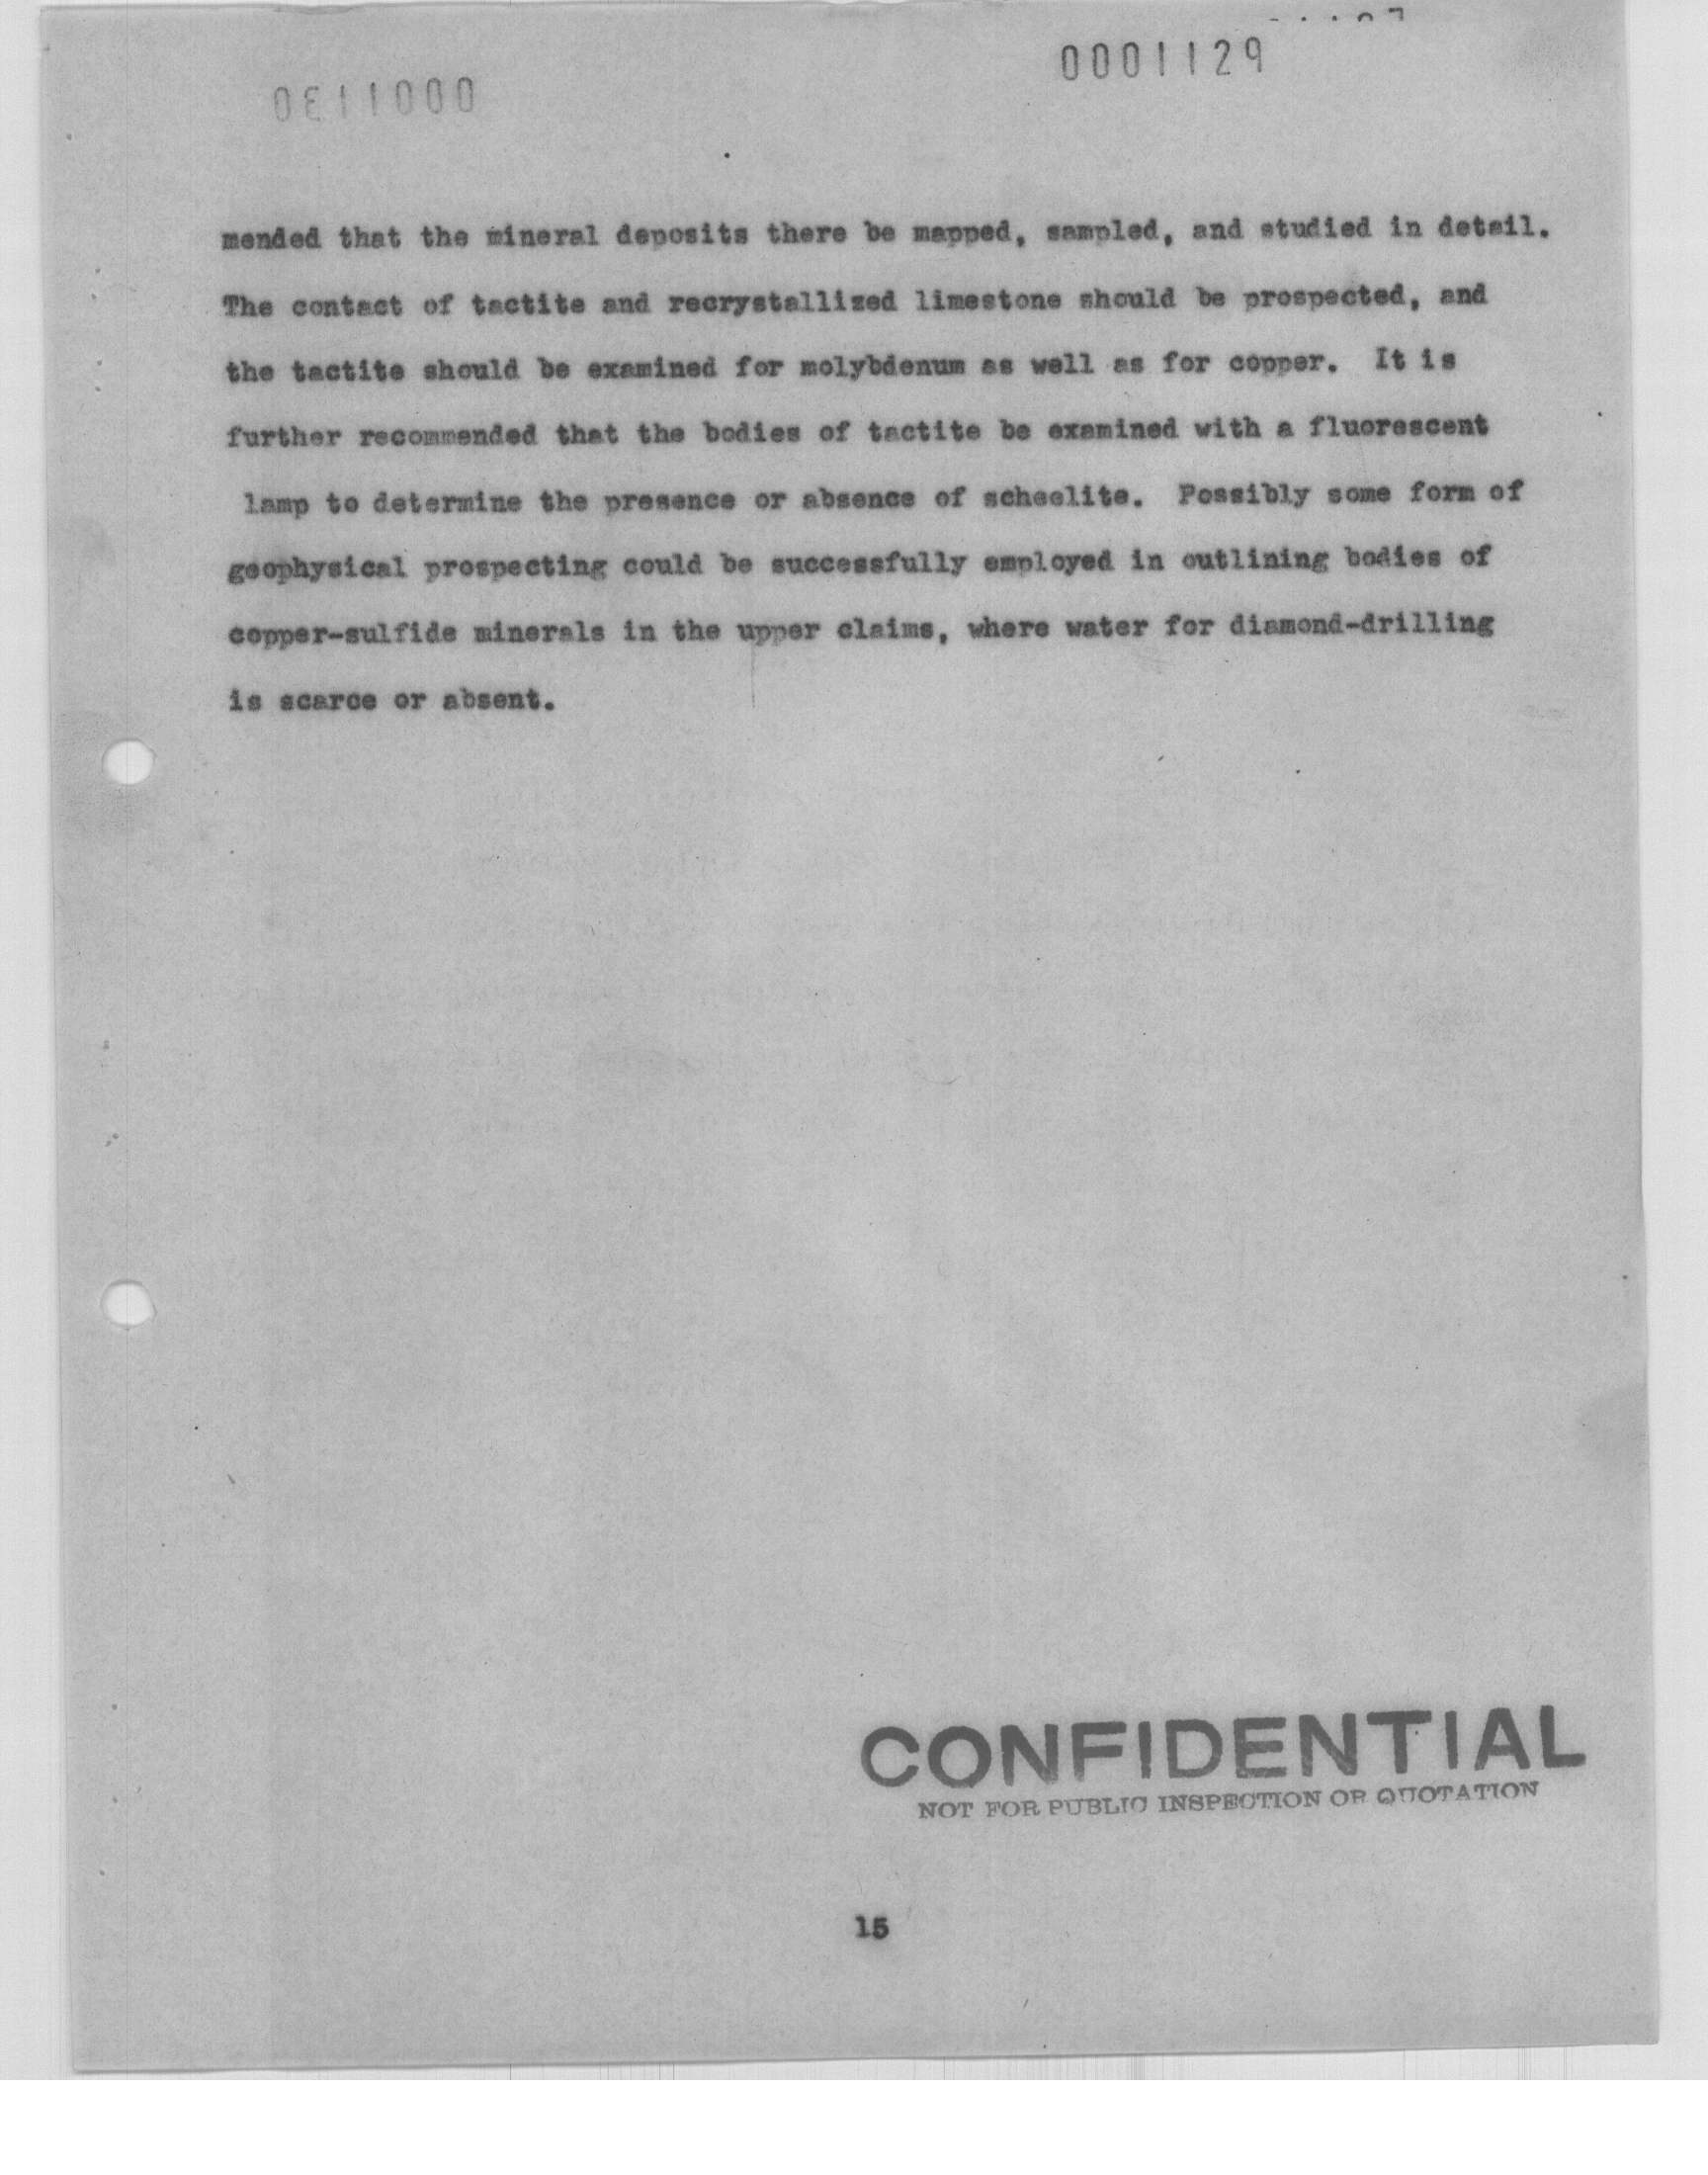 0001129
0001130
mended that the mineral deposits there be mapped, sampled, and studied in detail.
The contact of tactite and recrystallized limestone should be prospected, and
the tactite should be examined for molybdenum as well as for copper. It is
further recommended that the bodies of tactite be examined with a fluorescent
lamp to determine the presence or absence of scheelite. Possibly some form of
geophysical prospecting could be successfully employed in outlining bodies of
copper-sulfide minerals in the upper claims, where water for diamond-drilling
is scarce or absent.
CONFIDENTIAL
NOT FOR PUBLIC INSPECTION OR QUOTATION
15